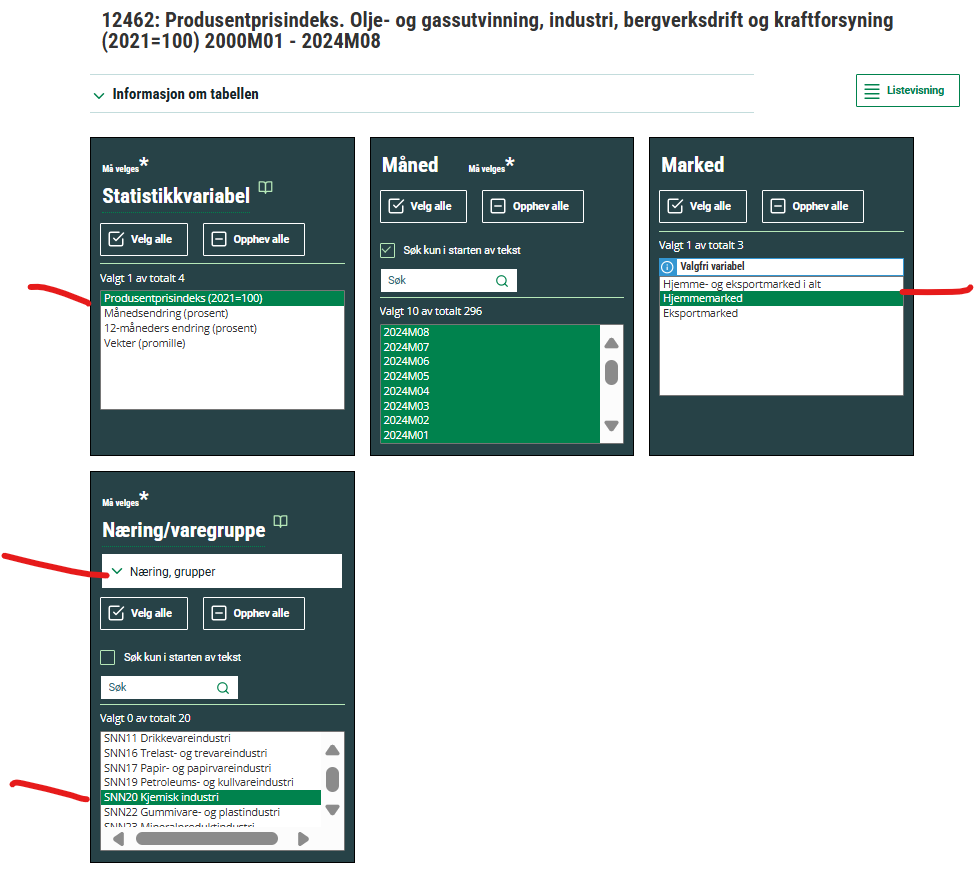 12462: Produsentprisindeks. Olje- og gassutvinning, industri, bergverksdrift og kraftforsyning
(2021=100) 2000M01 - 2024M08
Informasjon om tabellen
Listevisning
Må velges*
Statistikkvariabel
Velg alle
Opphev alle
Valgt 1 av totalt 4
Produsentprisindeks (2021=100)
Månedsendring (prosent)
12-måneders endring (prosent)
Vekter (promille)
Måned Må velges*
Velg alle
Opphev alle
Søk kun i starten av tekst
Søk
Valgt 10 av totalt 296
2024M08
2024M07
2024M06
2024M05
2024M04
2024M03
2024M02
2024M01
Marked
Velg alle
Opphev alle
Valgt 1 av totalt 3
Valgfri variabel
Hjemme- og eksportmarked i alt
Hjemmemarked
Eksportmarked
Må velges*
Næring/varegruppe
Næring, grupper
Velg alle
Opphev alle
Søk kun i starten av tekst
Søk
Valgt 0 av totalt 20
SNN11 Drikkevareindustri
SNN16 Trelast- og trevareindustri
SNN17 Papir- og papirvareindustri
SNN19 Petroleums- og kullvareindustri
SNN20 Kjemisk industri
SNN22 Gummivare- og plastindustri
SNN23 Mineralproduktindustri